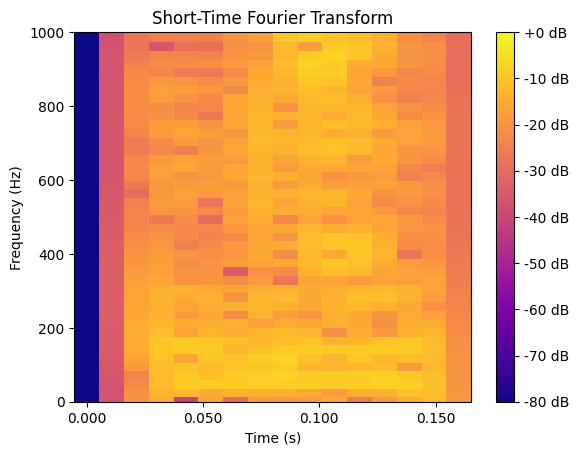 Short-Time Fourier Transform
Frequency (Hz)
1000
800
600
400
200
0
0.000
0.050
0.100
0.150
Time (s)
+0 dB
-10 dB
-20 dB
-30 dB
-40 dB
-50 dB
-60 dB
-70 dB
-80 dB